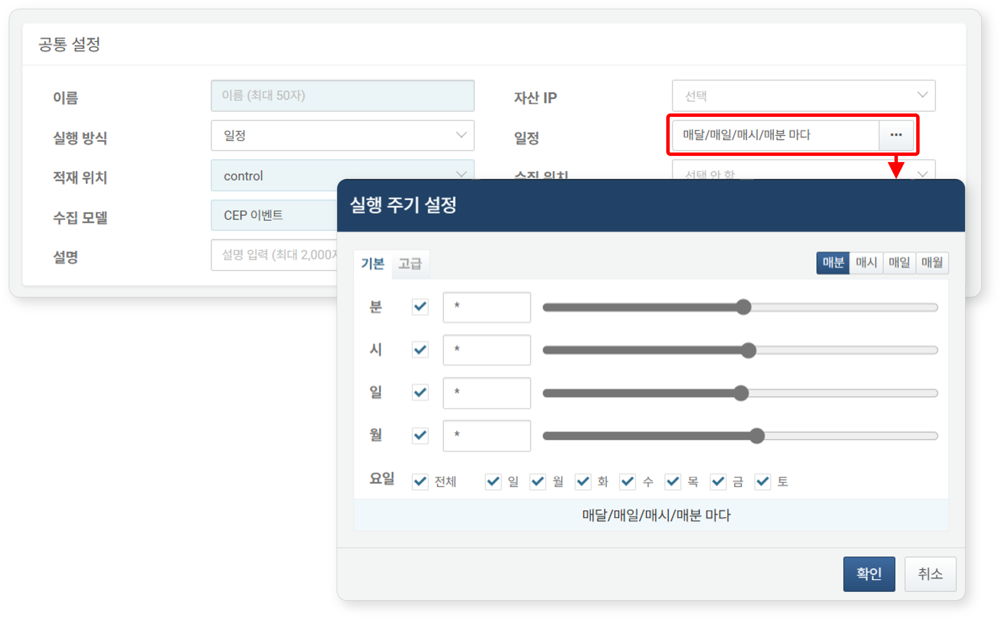 공통 설정
이름 이름 (최대 50자) 자산 IP 선택
실행 방식 일정 일정 매달/매일/매시/매분 마다 •••
적재 위치 control 수집 위치 선택 안 함
실행 주기 설정
수집 모델 CEP 이벤트
설명 설명 입력 (최대 2,000자
기본 고급 매분 매시 매일 매월
분 *
시 *
일 *
월 *
요일 전체 일 월 화 수 목 금 토
매달/매일/매시/매분 마다
확인 취소